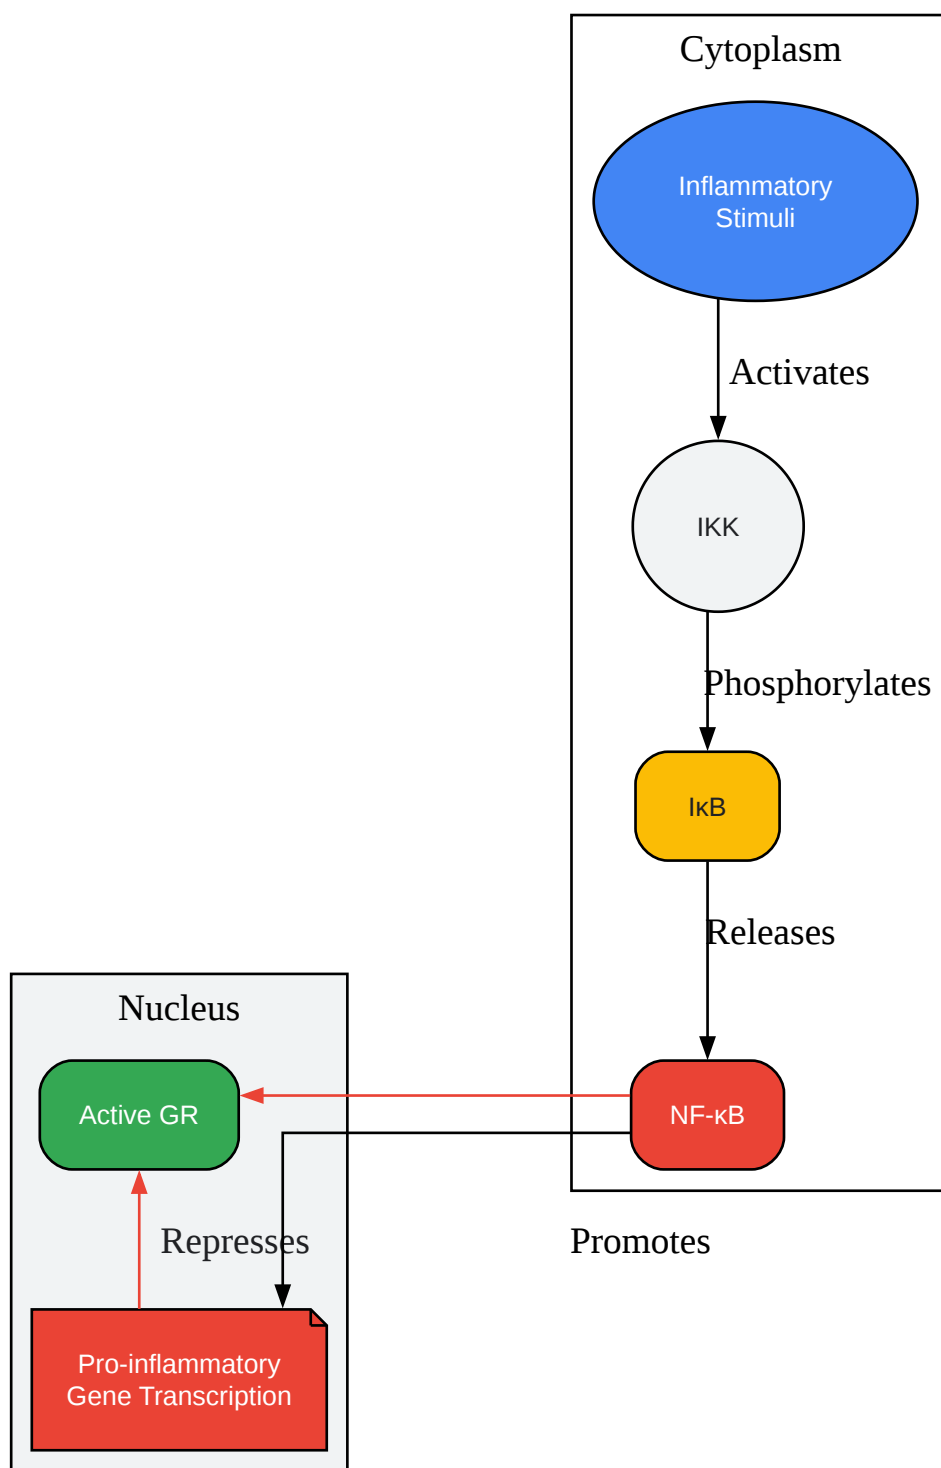 Cytoplasm
Inflammatory
Stimuli
Activates
IKK
Phosphorylates
IκB
Releases
Nucleus
Active GR
NF-κB
Represses
Promotes
Pro-inflammatory
Gene Transcription